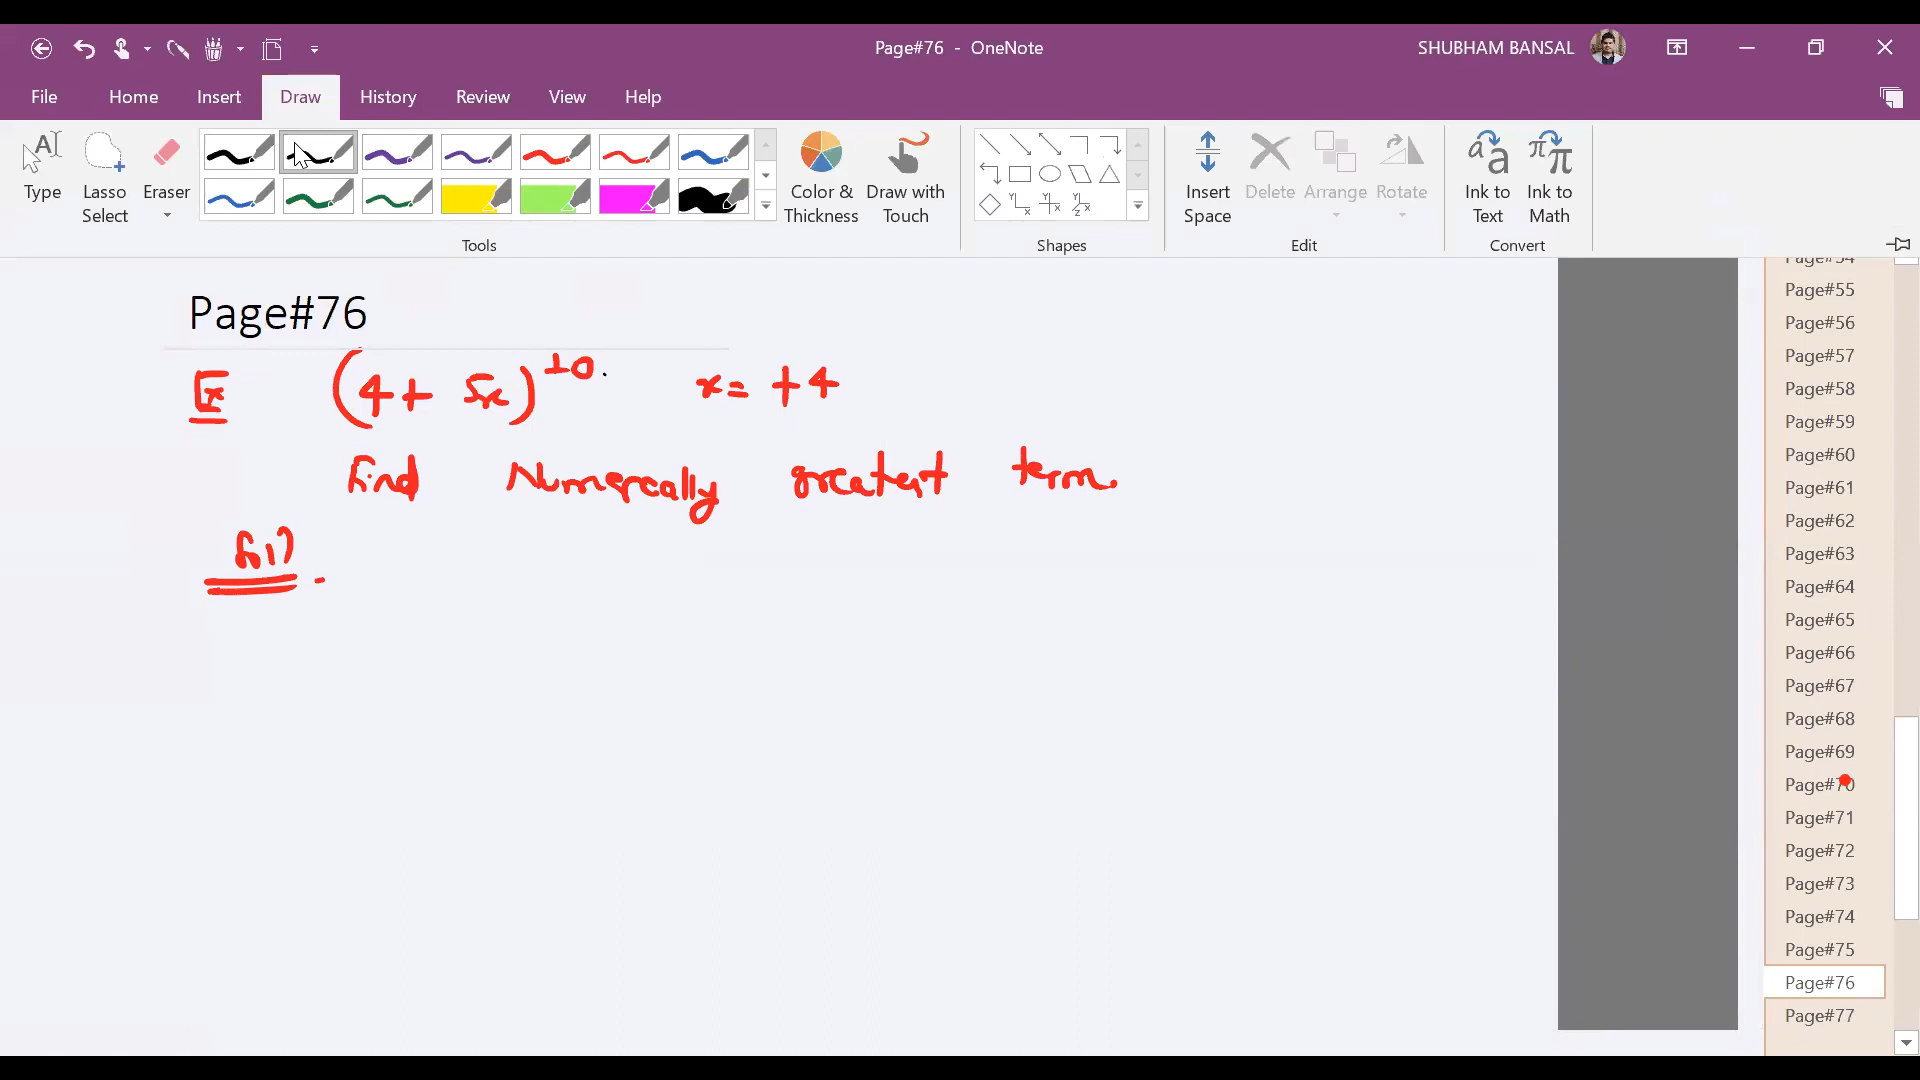 Page#76 - OneNote
SHUBHAM BANSAL
File Home Insert Draw History Review View Help
Type
Lasso Select
Eraser
Color & Thickness
Draw with Touch
Insert Space
Delete
Arrange
Rotate
Ink to Text
Ink to Math
Tools
Shapes
Edit
Convert
Page#76
Ex (4+ 5x)^10. x= +4
Find Numerically greatest term.
Page#54
Page#55
Page#56
Page#57
Page#58
Page#59
Page#60
Page#61
Page#62
Page#63
Page#64
Page#65
Page#66
Page#67
Page#68
Page#69
Page#70
Page#71
Page#72
Page#73
Page#74
Page#75
Page#76
Page#77